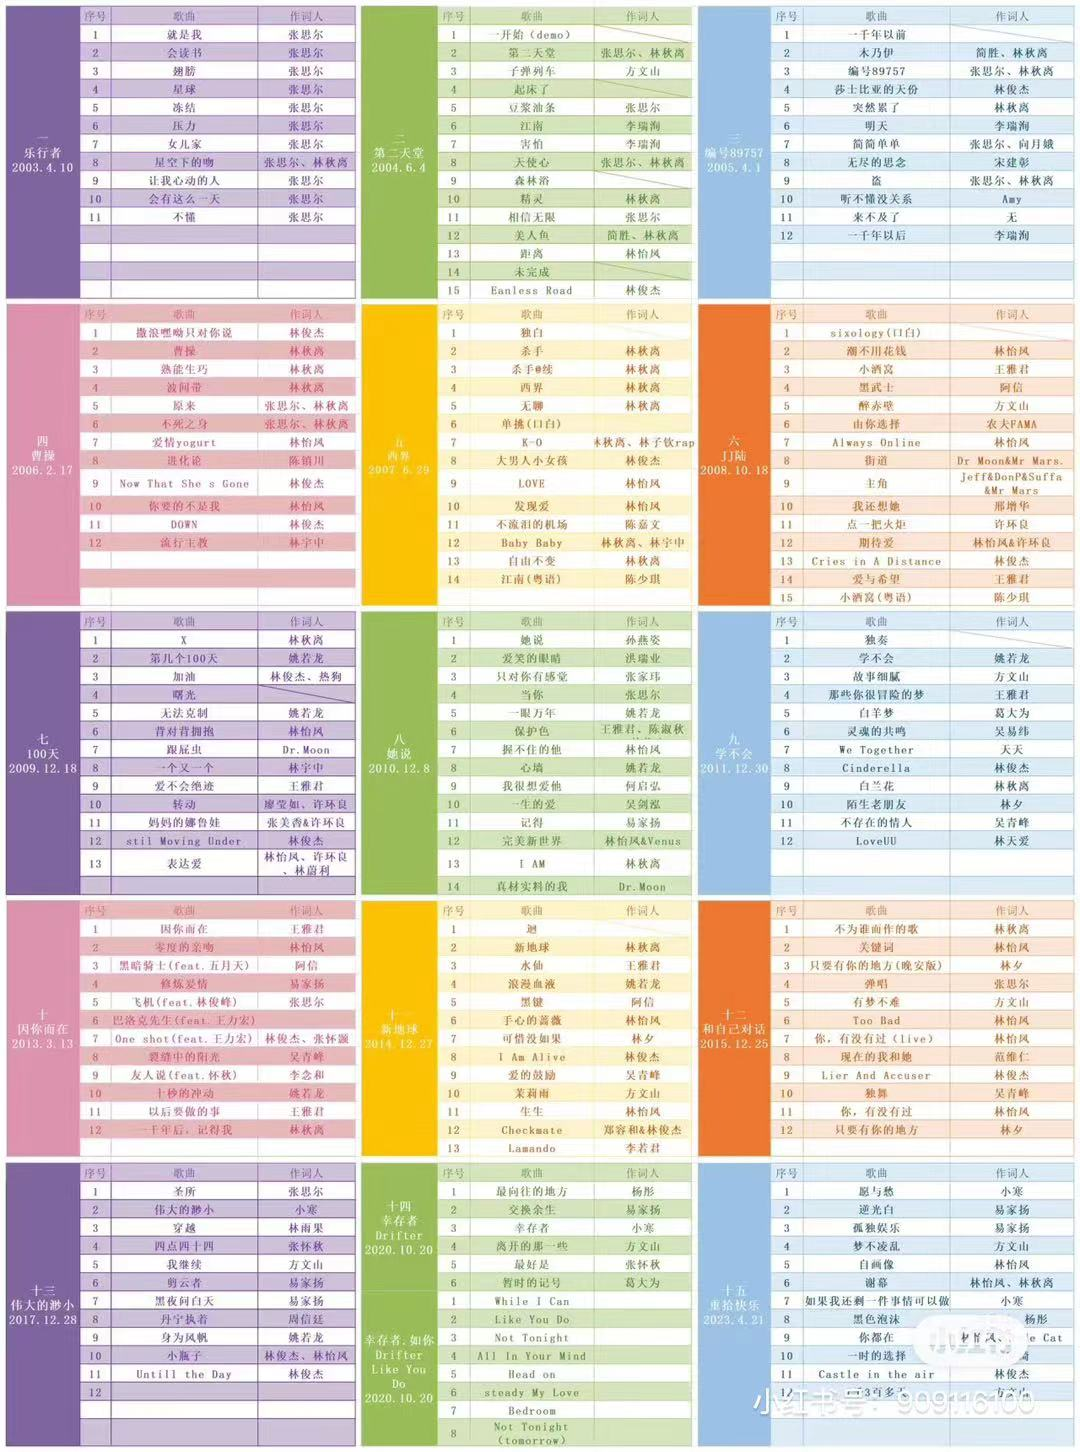 序号 歌曲 作词人
一
乐行者
2003.4.10
1 就是我 张思尔
2 会读书 张思尔
3 翅膀 张思尔
4 星球 张思尔
5 冻结 张思尔
6 压力 张思尔
7 女儿家 张思尔
8 星空下的吻 张思尔、林秋离
9 让我心动的人 张思尔
10 会有这么一天 张思尔
11 不懂 张思尔
序号 歌曲 作词人
二
第二天堂
2004.6.4
1 一开始（demo）
2 第二天堂 张思尔、林秋离
3 子弹列车 方文山
4 起床了
5 豆浆油条 张思尔
6 江南 李瑞洵
7 害怕 李瑞洵
8 天使心 张思尔、林秋离
9 森林浴
10 精灵 林秋离
11 相信无限 张思尔
12 美人鱼 简胜、林秋离
13 距离 林怡风
14 未完成
15 Eanless Road 林俊杰
序号 歌曲 作词人
三
编号89757
2005.4.1
1 一千年以前
2 木乃伊 简胜、林秋离
3 编号89757 张思尔、林秋离
4 莎士比亚的天份 林俊杰
5 突然累了 林秋离
6 明天 李瑞洵
7 简简单单 张思尔、向月娥
8 无尽的思念 宋建彰
9 盗 张思尔、林秋离
10 听不懂没关系 Amy
11 来不及了 无
12 一千年以后 李瑞洵
序号 歌曲 作词人
四
曹操
2006.2.17
1 撒浪嘿呦只对你说 林俊杰
2 曹操 林秋离
3 熟能生巧 林秋离
4 波间带 林秋离
5 原来 张思尔、林秋离
6 不死之身 张思尔、林秋离
7 爱情yogurt 林怡风
8 进化论 陈镇川
9 Now That She s Gone 林俊杰
10 你要的不是我 林怡风
11 DOWN 林俊杰
12 流行主教 林宇中
序号 歌曲 作词人
五
西界
2007.6.29
1 独白
2 杀手 林秋离
3 杀手@续 林秋离
4 西界 林秋离
5 无聊 林秋离
6 单挑(口白)
7 K-O 林秋离、林子钦rap
8 大男人小女孩 林俊杰
9 LOVE 林怡风
10 发现爱 林怡风
11 不流泪的机场 陈嘉文
12 Baby Baby 林秋离、林宇中
13 自由不变 林秋离
14 江南(粤语) 陈少琪
序号 歌曲 作词人
六
JJ陆
2008.10.18
1 sixology(口白)
2 潮不用花钱 林怡风
3 小酒窝 王雅君
4 黑武士 阿信
5 醉赤壁 方文山
6 由你选择 农夫FAMA
7 Always Online 林怡风
8 街道 Dr Moon&Mr Mars.
9 主角 Jeff&DonP&Suffa
&Mr Mars
10 我还想她 邢增华
11 点一把火炬 许环良
12 期待爱 林怡风&许环良
13 Cries in A Distance 林俊杰
14 爱与希望 王雅君
15 小酒窝(粤语) 陈少琪
序号 歌曲 作词人
七
100天
2009.12.18
1 X 林秋离
2 第几个100天 姚若龙
3 加油 林俊杰、热狗
4 曙光
5 无法克制 姚若龙
6 背对背拥抱 林怡风
7 跟屁虫 Dr.Moon
8 一个又一个 林宇中
9 爱不会绝迹 王雅君
10 转动 廖莹如、许环良
11 妈妈的娜鲁娃 张美香&许环良
12 stil Moving Under 林俊杰
13 表达爱 林怡风、许环良
、林蔚利
序号 歌曲 作词人
八
她说
2010.12.8
1 她说 孙燕姿
2 爱笑的眼睛 洪瑞业
3 只对你有感觉 张家玮
4 当你 张思尔
5 一眼万年 姚若龙
6 保护色 王雅君、陈淑秋
7 握不住的他 林怡风
8 心墙 姚若龙
9 我很想爱他 何启弘
10 一生的爱 吴剑泓
11 记得 易家扬
12 完美新世界 林怡风&Venus
13 I AM 林秋离
14 真材实料的我 Dr.Moon
序号 歌曲 作词人
九
学不会
2011.12.30
1 独奏
2 学不会 姚若龙
3 故事细腻 方文山
4 那些你很冒险的梦 王雅君
5 白羊梦 葛大为
6 灵魂的共鸣 吴易纬
7 We Together 天天
8 Cinderella 林俊杰
9 白兰花 林秋离
10 陌生老朋友 林夕
11 不存在的情人 吴青峰
12 LoveUU 林天爱
序号 歌曲 作词人
十
因你而在
2013.3.13
1 因你而在 王雅君
2 零度的亲吻 林怡风
3 黑暗骑士(feat.五月天) 阿信
4 修炼爱情 易家扬
5 飞机(feat.林俊峰) 张思尔
6 巴洛克先生(feat.王力宏)
7 One shot(feat.王力宏) 林俊杰、张怀颢
8 裂缝中的阳光 吴青峰
9 友人说(feat.怀秋) 李念和
10 十秒的冲动 姚若龙
11 以后要做的事 王雅君
12 一千年后，记得我 林秋离
序号 歌曲 作词人
十一
新地球
2014.12.27
1 迴
2 新地球 林秋离
3 水仙 王雅君
4 浪漫血液 姚若龙
5 黑键 阿信
6 手心的蔷薇 林怡风
7 可惜没如果 林夕
8 I Am Alive 林俊杰
9 爱的鼓励 吴青峰
10 茉莉雨 方文山
11 生生 林怡风
12 Checkmate 郑容和&林俊杰
13 Lamando 李若君
序号 歌曲 作词人
十二
和自己对话
2015.12.25
1 不为谁而作的歌 林秋离
2 关键词 林怡风
3 只要有你的地方(晚安版) 林夕
4 弹唱 张思尔
5 有梦不难 方文山
6 Too Bad 林怡风
7 你，有没有过（live） 林怡风
8 现在的我和她 范维仁
9 Lier And Accuser 林俊杰
10 独舞 吴青峰
11 你，有没有过 林怡风
12 只要有你的地方 林夕
序号 歌曲 作词人
十三
伟大的渺小
2017.12.28
1 圣所 张思尔
2 伟大的渺小 小寒
3 穿越 林雨果
4 四点四十四 张怀秋
5 我继续 方文山
6 剪云者 易家扬
7 黑夜问白天 易家扬
8 丹宁执着 周信廷
9 身为风帆 姚若龙
10 小瓶子 林俊杰、林怡风
11 Untill the Day 林俊杰
12
序号 歌曲 作词人
十四
幸存者
Drifter
2020.10.20
1 最向往的地方 杨彤
2 交换余生 易家扬
3 幸存者 小寒
4 离开的那一些 方文山
5 最好是 张怀秋
6 暂时的记号 葛大为
幸存者.如你
Drifter
Like You
Do
2020.10.20
1 While I Can
2 Like You Do
3 Not Tonight
4 All In Your Mind
5 Head on
6 steady My Love
7 Bedroom
8 Not Tonight
（tomorrow）
序号 歌曲 作词人
十五
重拾快乐
2023.4.21
1 愿与愁 小寒
2 逆光白 易家扬
3 孤独娱乐 易家扬
4 梦不凌乱 方文山
5 自画像 林怡风
6 谢幕 林怡风、林秋离
7 如果我还剩一件事情可以做 小寒
8 黑色泡沫 杨彤
9 你都在 林怡风、 Cat
10 一时的选择
11 Castle in the air 林俊杰
12 方文山
小红书
小红书号：909116100